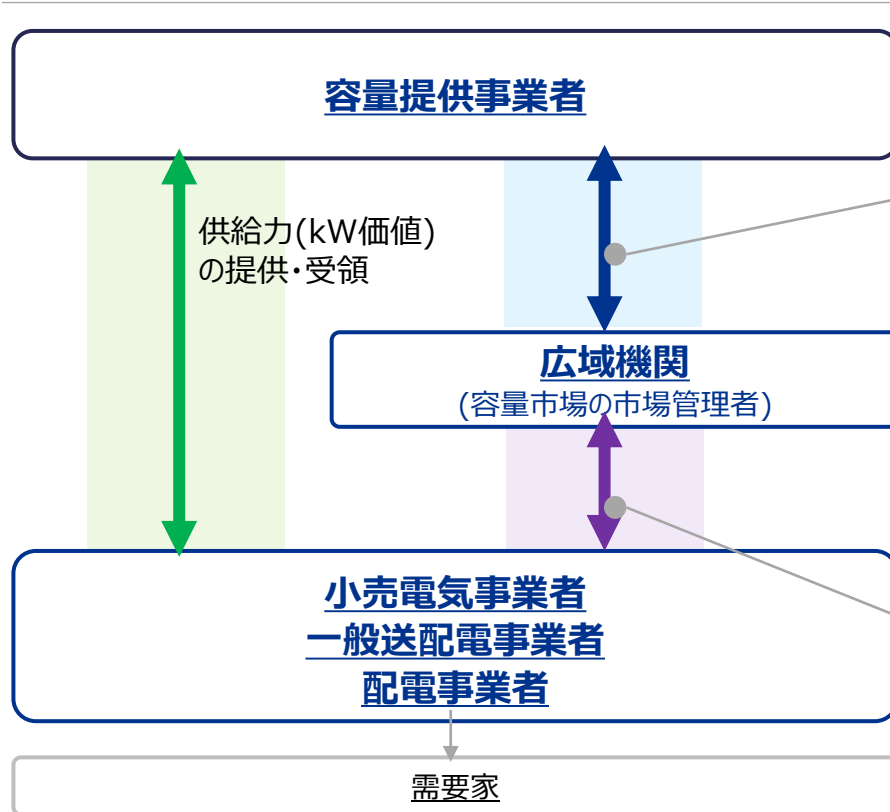 容量提供事業者
供給力(kW価値)
の提供・受領
広域機関
(容量市場の市場管理者)
小売電気事業者
一般送配電事業者
配電事業者
需要家